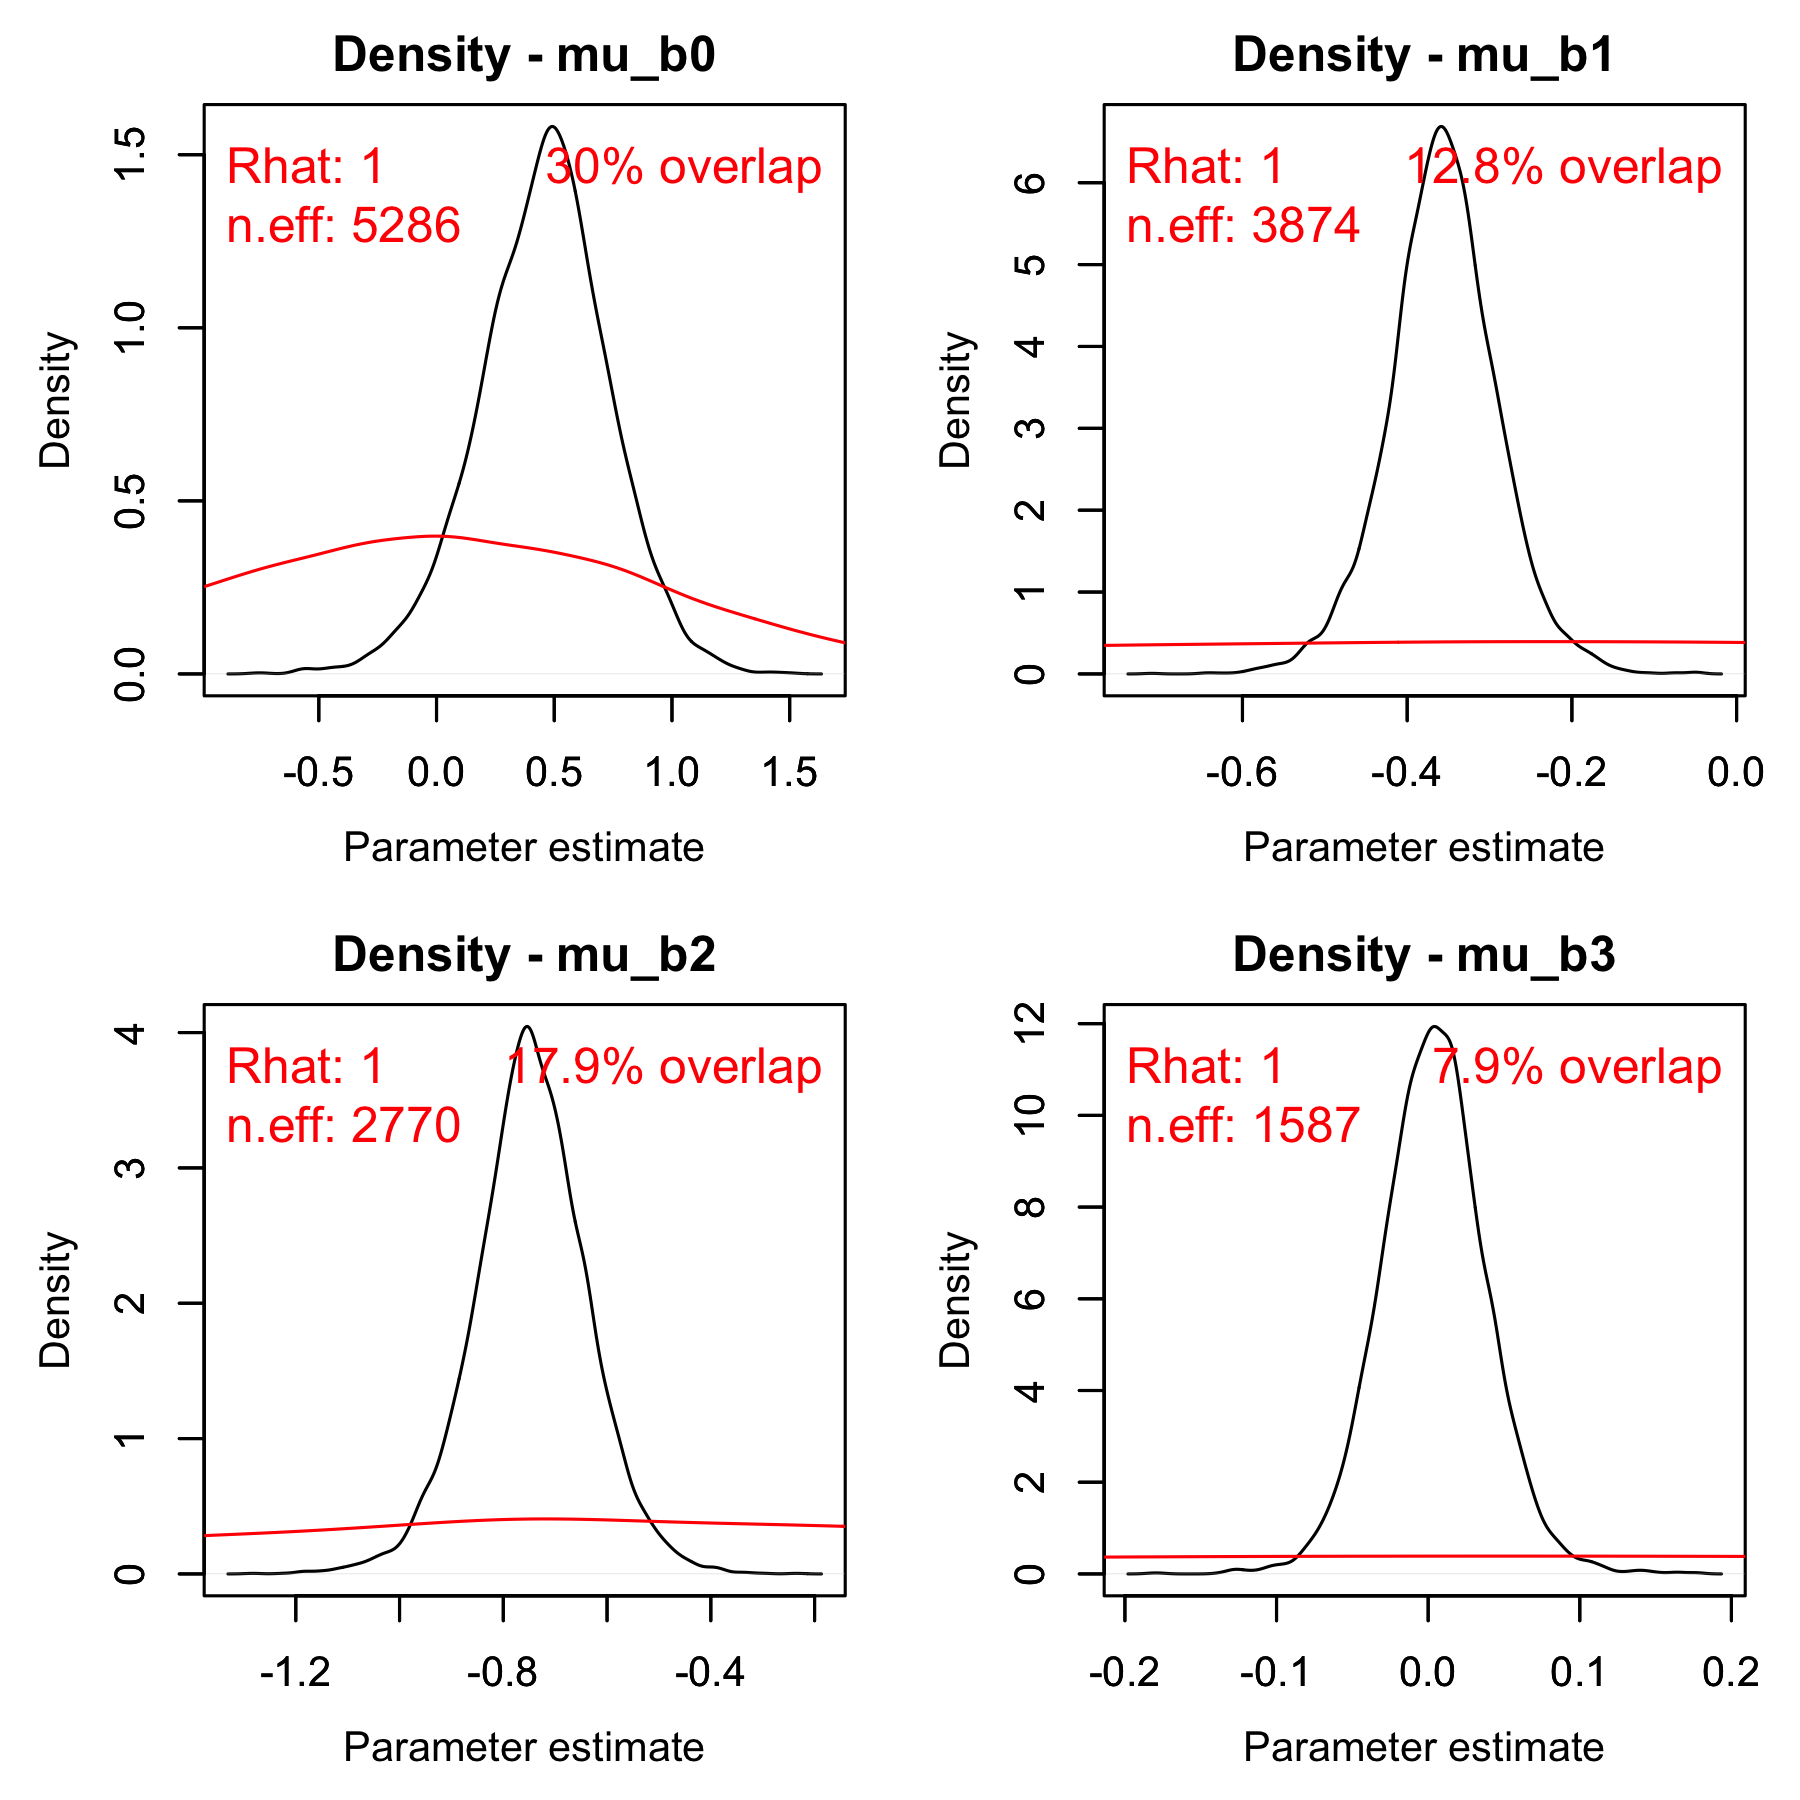 Density - mu_b0
Rhat: 1
30% overlap
n.eff: 5286
Density
0.0
0.5
1.0
1.5
-0.5 0.0 0.5 1.0 1.5
Parameter estimate
Density - mu_b1
Rhat: 1
12.8% overlap
n.eff: 3874
Density
0
1
2
3
4
5
6
-0.6 -0.4 -0.2 0.0
Parameter estimate
Density - mu_b2
Rhat: 1
17.9% overlap
n.eff: 2770
Density
0
1
2
3
4
-1.2 -0.8 -0.4
Parameter estimate
Density - mu_b3
Rhat: 1
7.9% overlap
n.eff: 1587
Density
0
2
4
6
8
10
12
-0.2 -0.1 0.0 0.1 0.2
Parameter estimate